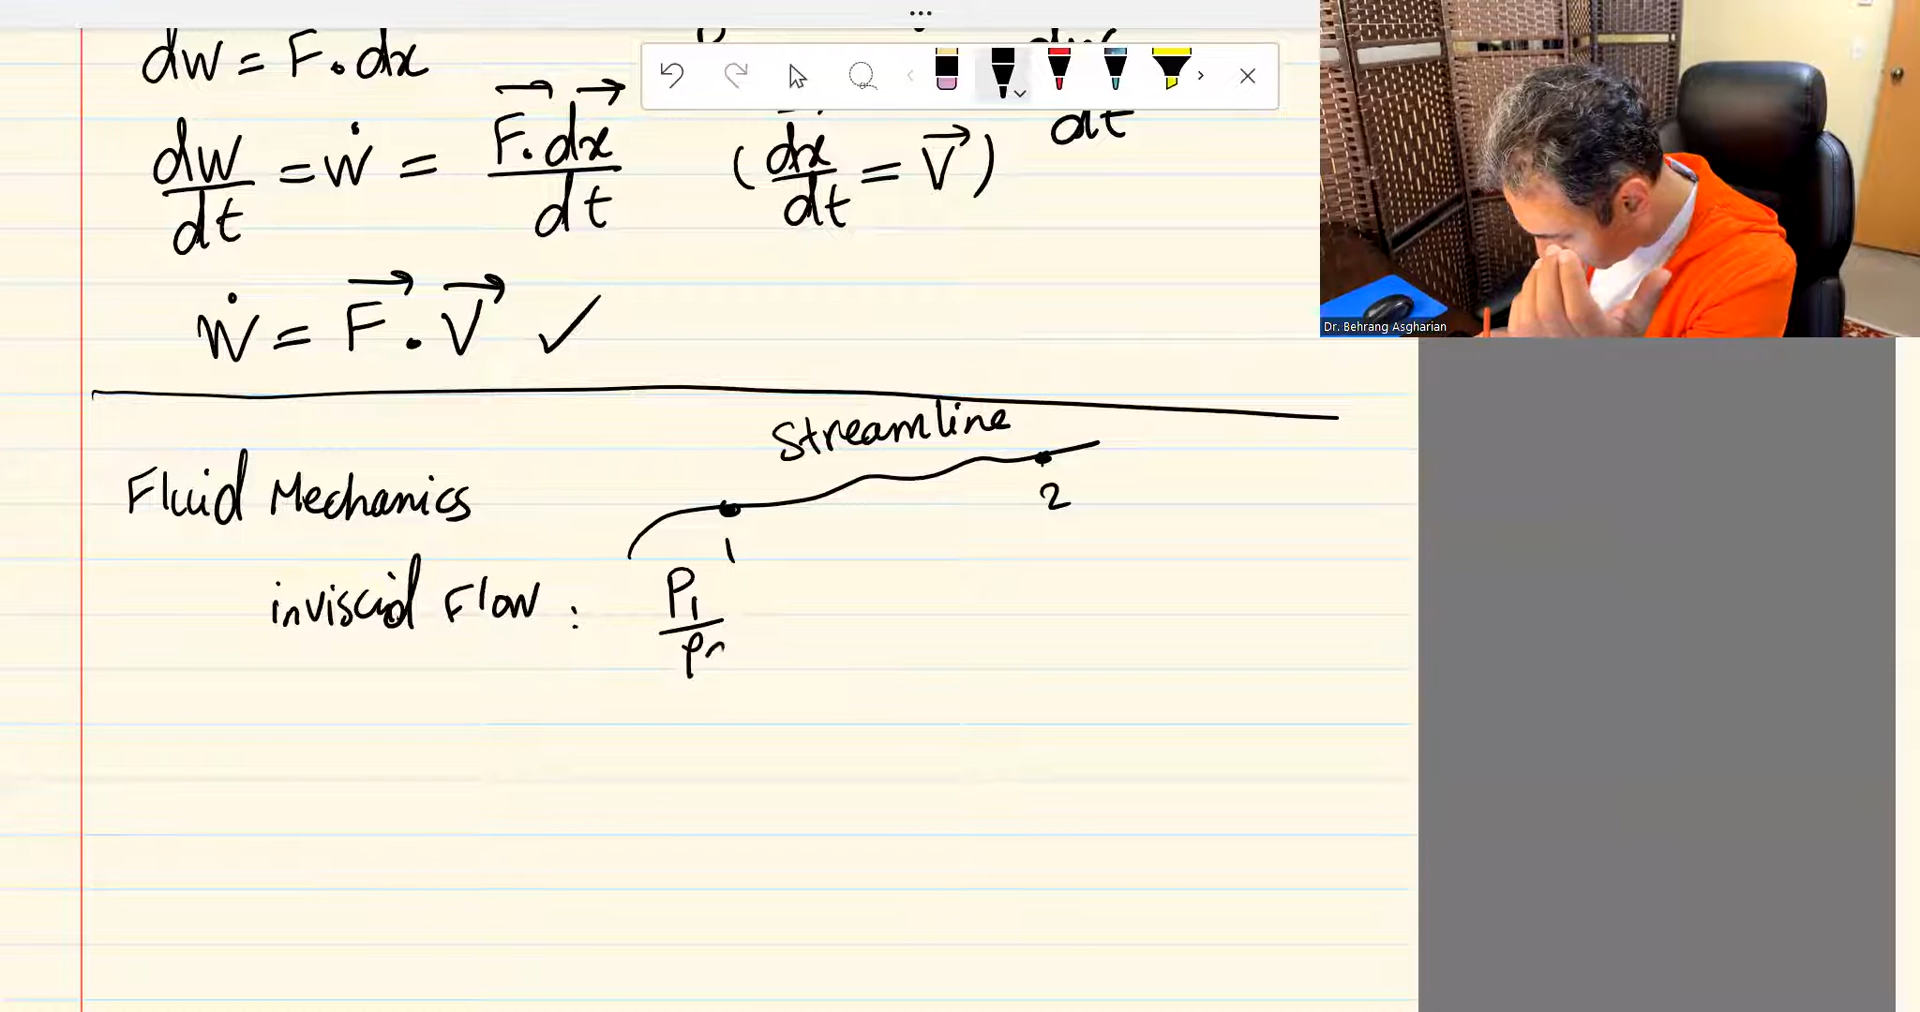 dw = F . dx
dw/dt = ẇ = F⃗ . dx⃗/dt (dx⃗/dt = V⃗)
dt
ẇ = F⃗ . V⃗ ✓
Streamline
Fluid Mechanics
1 2
inviscid Flow : P₁/ρ
Dr. Behrang Asgharian